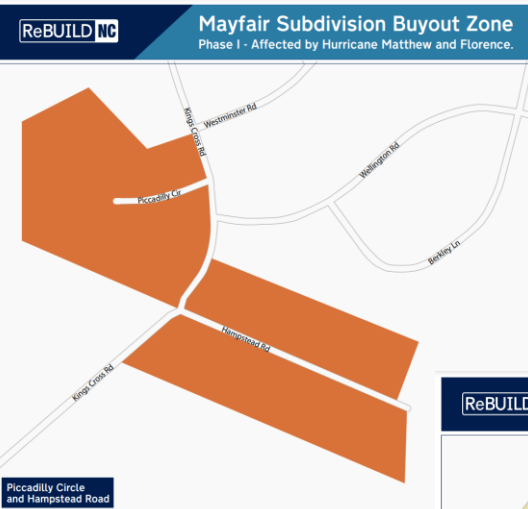 ReBUILD NC
Mayfair Subdivision Buyout Zone
Phase I - Affected by Hurricane Matthew and Florence.
Kings Cross Rd
Westminster Rd
Wellington Rd
Piccadilly Cir
Berkley Ln
Hampstead Rd
Kings Cross Rd
ReBUILD
Piccadilly Circle
and Hampstead Road